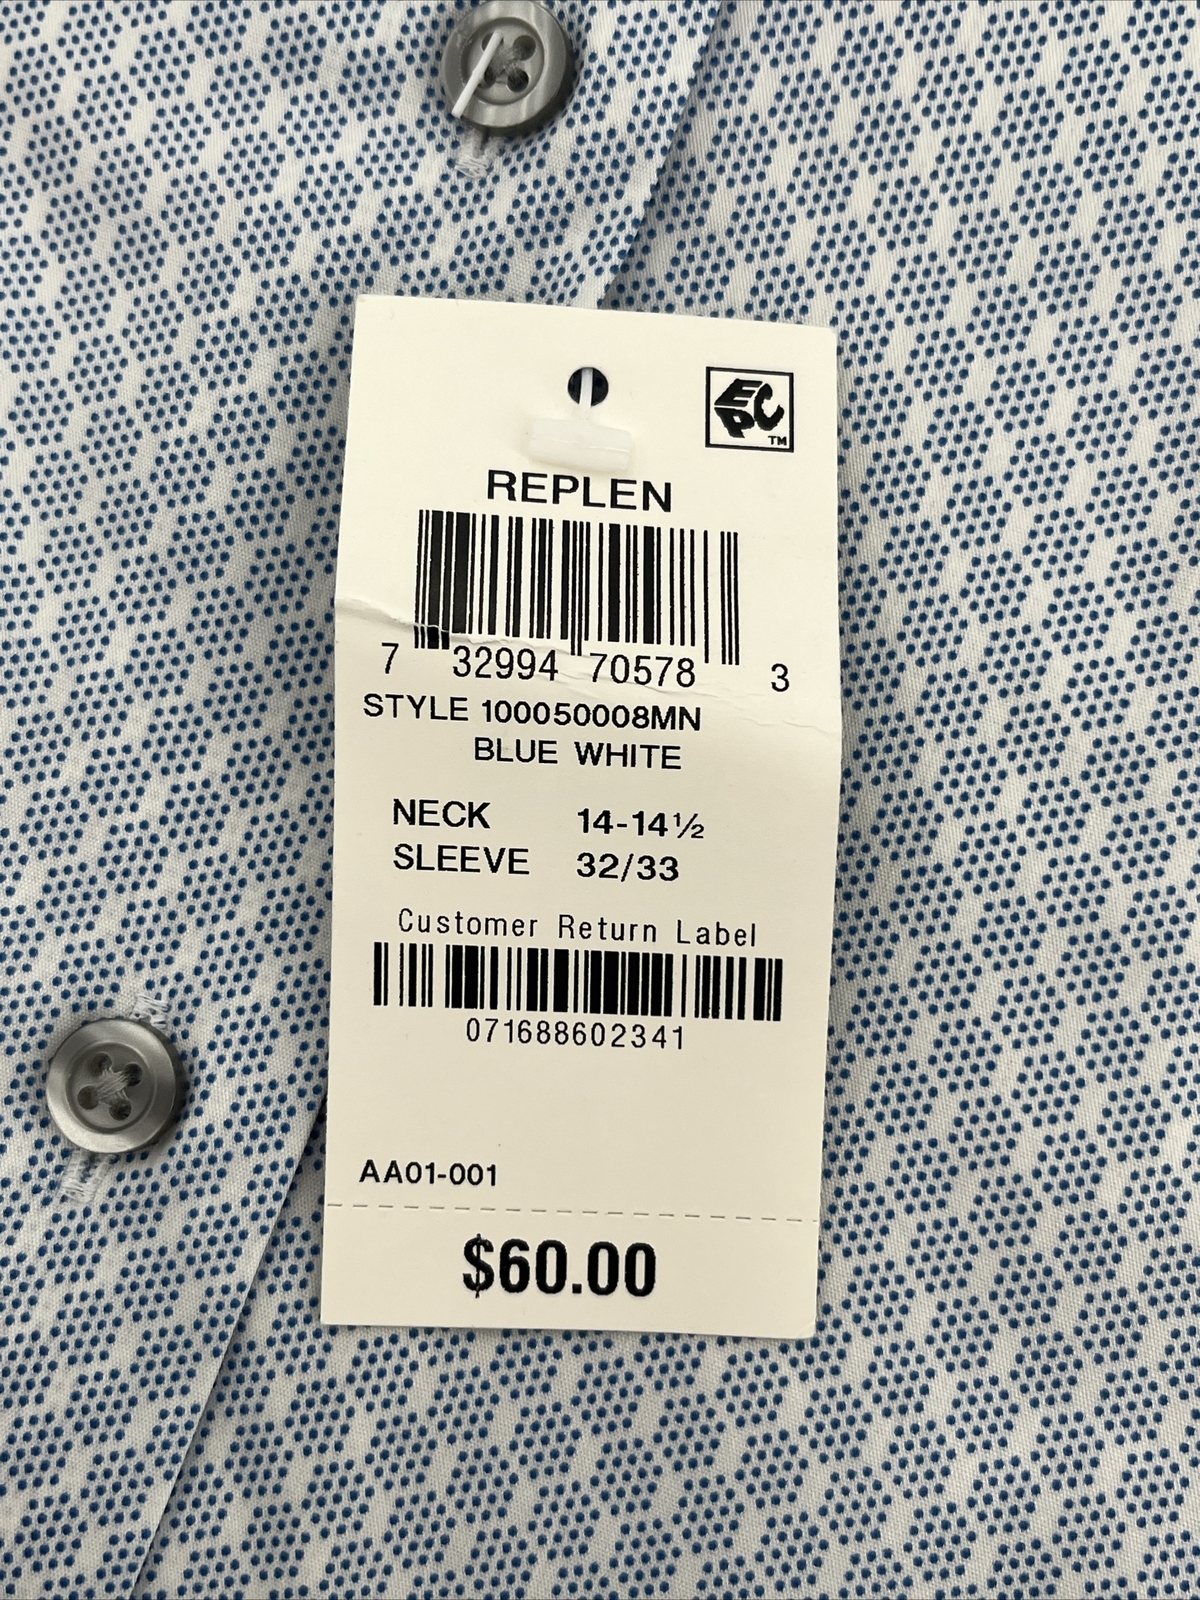 EPC
TM
REPLEN
7 32994 70578 3
STYLE 100050008MN
BLUE WHITE
NECK 14-14½
SLEEVE 32/33
Customer Return Label
071688602341
AA01-001
$60.00